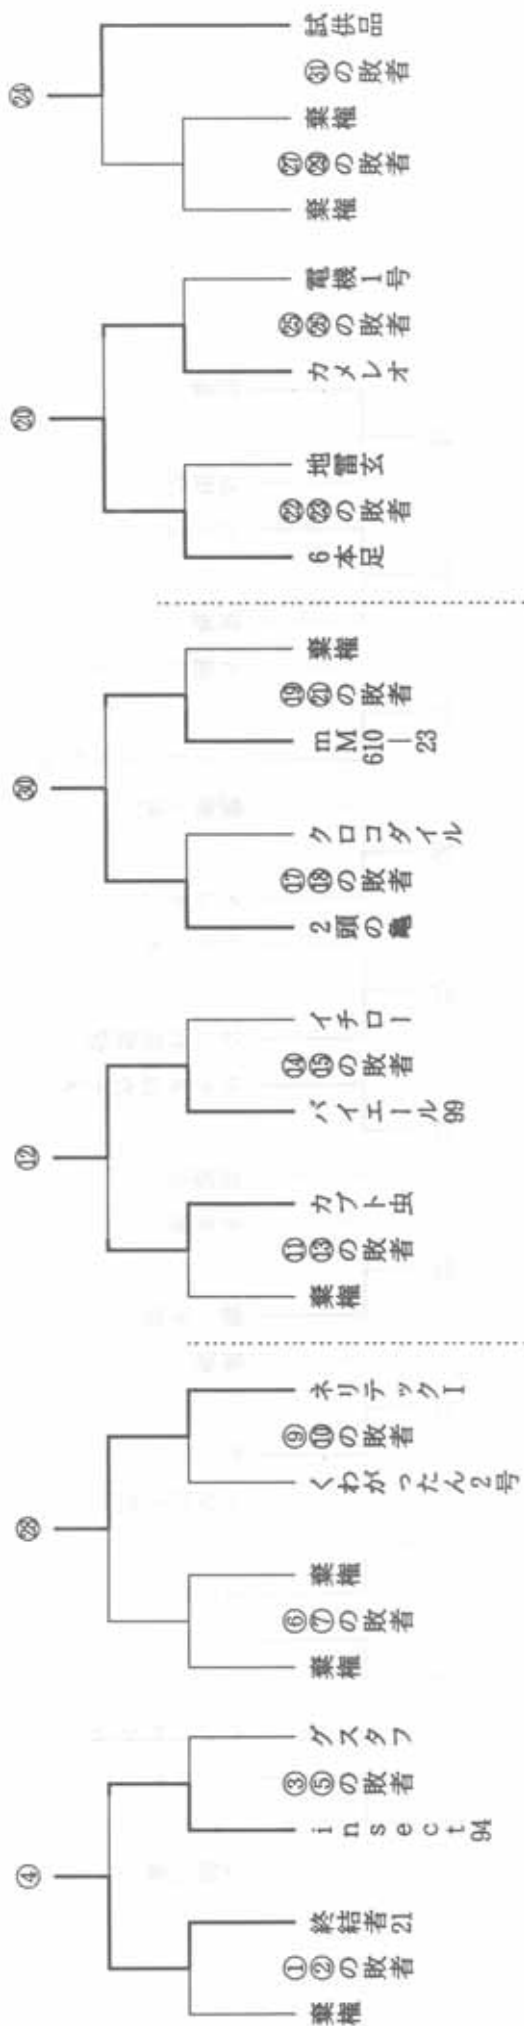 ④
棄権
①②の敗者
終結者21
insect94
③⑤の敗者
グスタフ
㉘
棄権
⑥⑦の敗者
棄権
くわがったん2号
⑨⑩の敗者
ネリテックI
⑫
棄権
⑪⑬の敗者
カブト虫
バイエール99
⑭⑮の敗者
イチロー
㉚
2頭の亀
⑰⑱の敗者
クロコダイル
mM610―23
⑲㉑の敗者
棄権
⑳
6本足
㉒㉓の敗者
地雷玄
カメレオ
㉕㉖の敗者
電機1号
㉔
棄権
㉗㉙の敗者
棄権
㉛の敗者
試供品